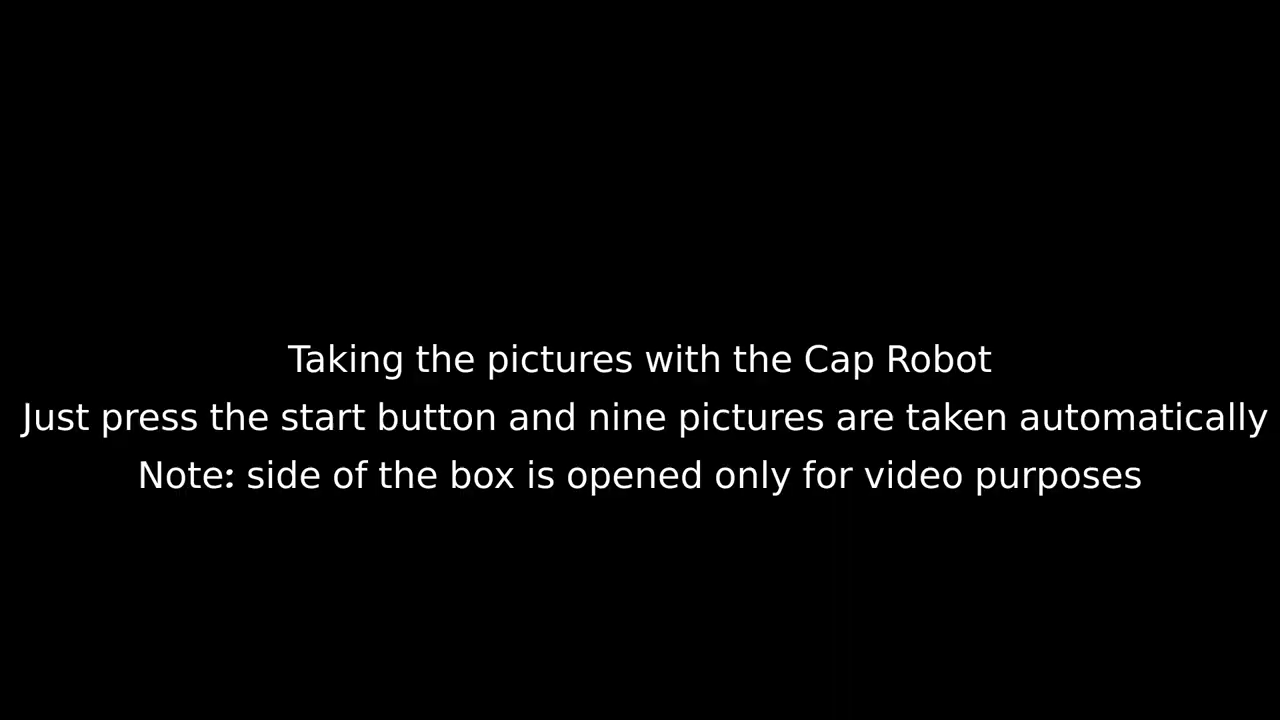 Taking the pictures with the Cap Robot
Just press the start button and nine pictures are taken automatically
Note: side of the box is opened only for video purposes